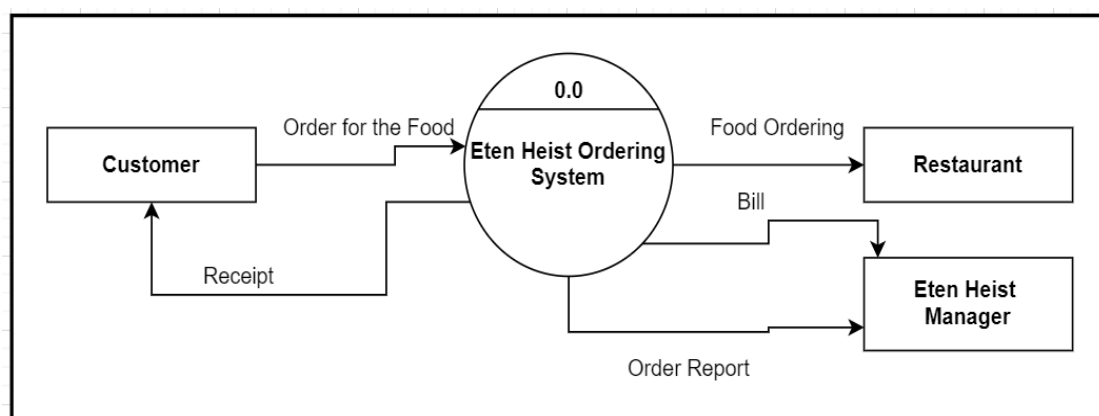 0.0
Order for the Food
Food Ordering
Customer
Eten Heist Ordering
System
Restaurant
Bill
Receipt
Eten Heist
Manager
Order Report